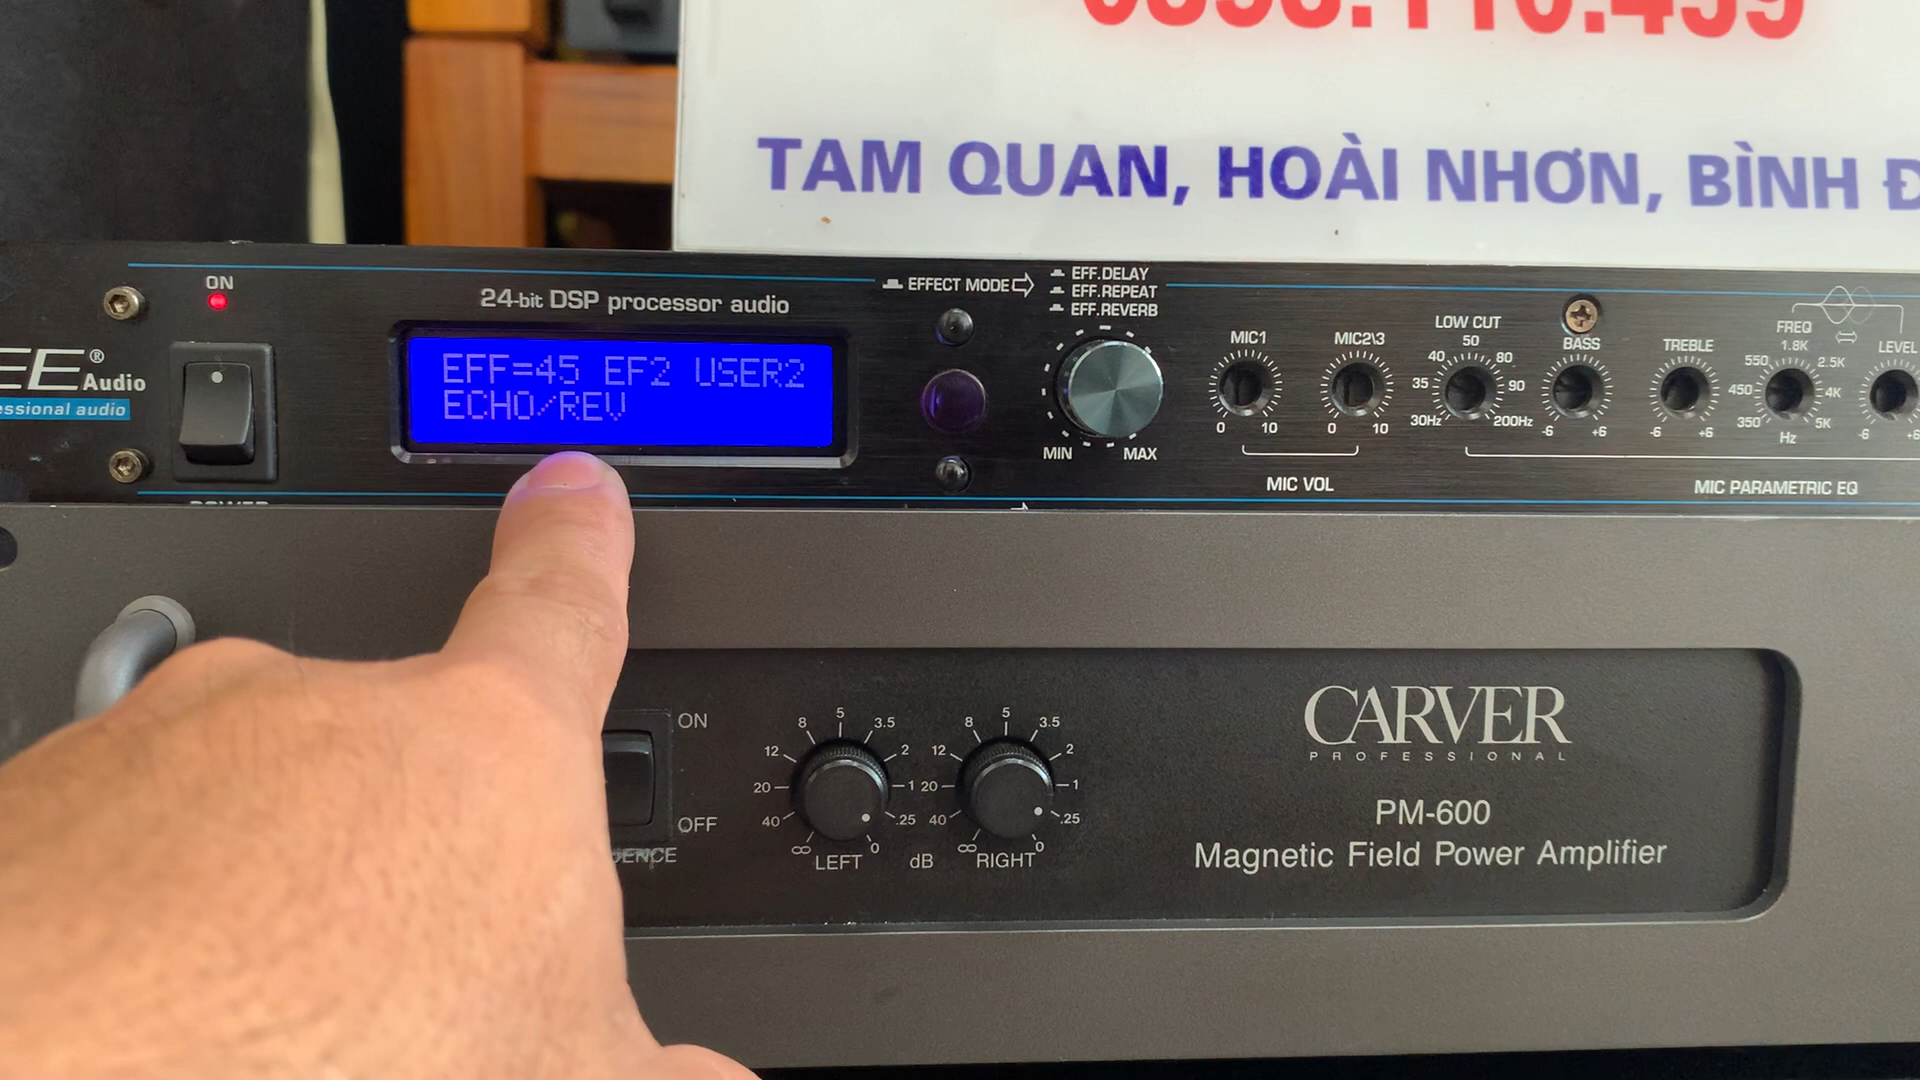 TAM QUAN, HOÀI NHƠN, BÌNH
ON
EE® Audio
essional audio
24-bit DSP processor audio
EFF=45 EF2 USER2
ECHO/REV
EFFECT MODE
EFF.DELAY
EFF.REPEAT
EFF.REVERB
MIN MAX
MIC1
0 10
MIC2\3
0 10
MIC VOL
LOW CUT
50
40 80
35 90
30Hz 200Hz
BASS
-6 +6
TREBLE
-6 +6
FREQ
1.8K
550 2.5K
450 4K
350 5K
Hz
LEVEL
-6 +6
MIC PARAMETRIC EQ
POWER
ON
OFF
8 5 3.5
12 2
20 1
40 .25
∞ 0
LEFT
dB
8 5 3.5
12 2
20 1
40 .25
∞ 0
RIGHT
CARVER
PROFESSIONAL
PM-600
Magnetic Field Power Amplifier